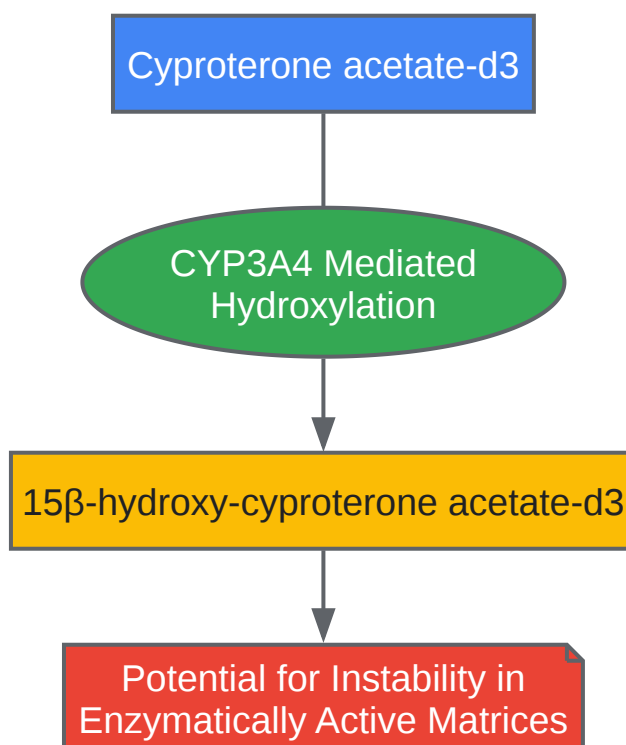 Cyproterone acetate-d3
CYP3A4 Mediated
Hydroxylation
15β-hydroxy-cyproterone acetate-d3
Potential for Instability in
Enzymatically Active Matrices